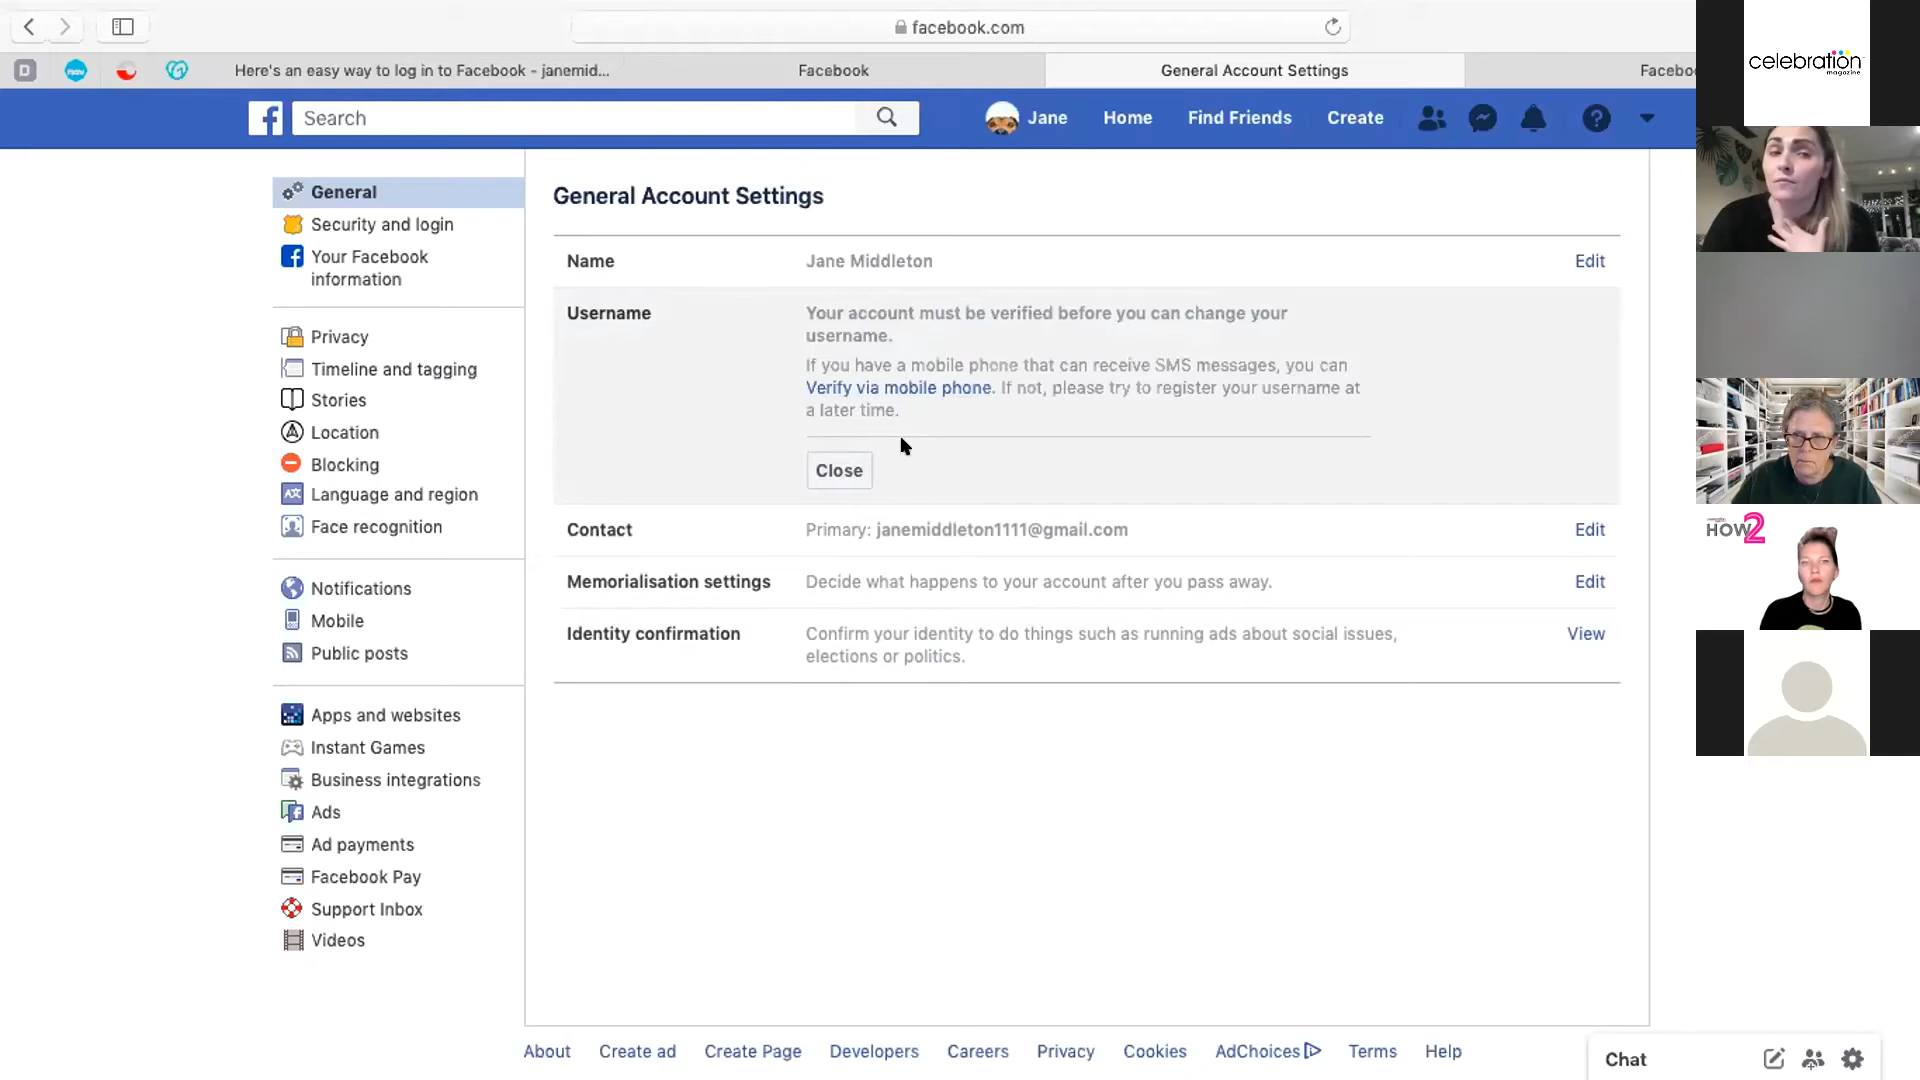 facebook.com
D
Here's an easy way to log in to Facebook - janemid...
Facebook
General Account Settings
Facebo
celebration
magazine
f
Search
Jane
Home
Find Friends
Create
?
General
Security and login
Your Facebook
information
Privacy
Timeline and tagging
Stories
Location
Blocking
Language and region
Face recognition
Notifications
Mobile
Public posts
Apps and websites
Instant Games
Business integrations
Ads
Ad payments
Facebook Pay
Support Inbox
Videos
General Account Settings
Name
Jane Middleton
Edit
Username
Your account must be verified before you can change your
username.
If you have a mobile phone that can receive SMS messages, you can
Verify via mobile phone. If not, please try to register your username at
a later time.
Close
Contact
Primary: janemiddleton1111@gmail.com
Edit
Memorialisation settings
Decide what happens to your account after you pass away.
Edit
Identity confirmation
Confirm your identity to do things such as running ads about social issues,
elections or politics.
View
HOW2
About
Create ad
Create Page
Developers
Careers
Privacy
Cookies
AdChoices
Terms
Help
Chat